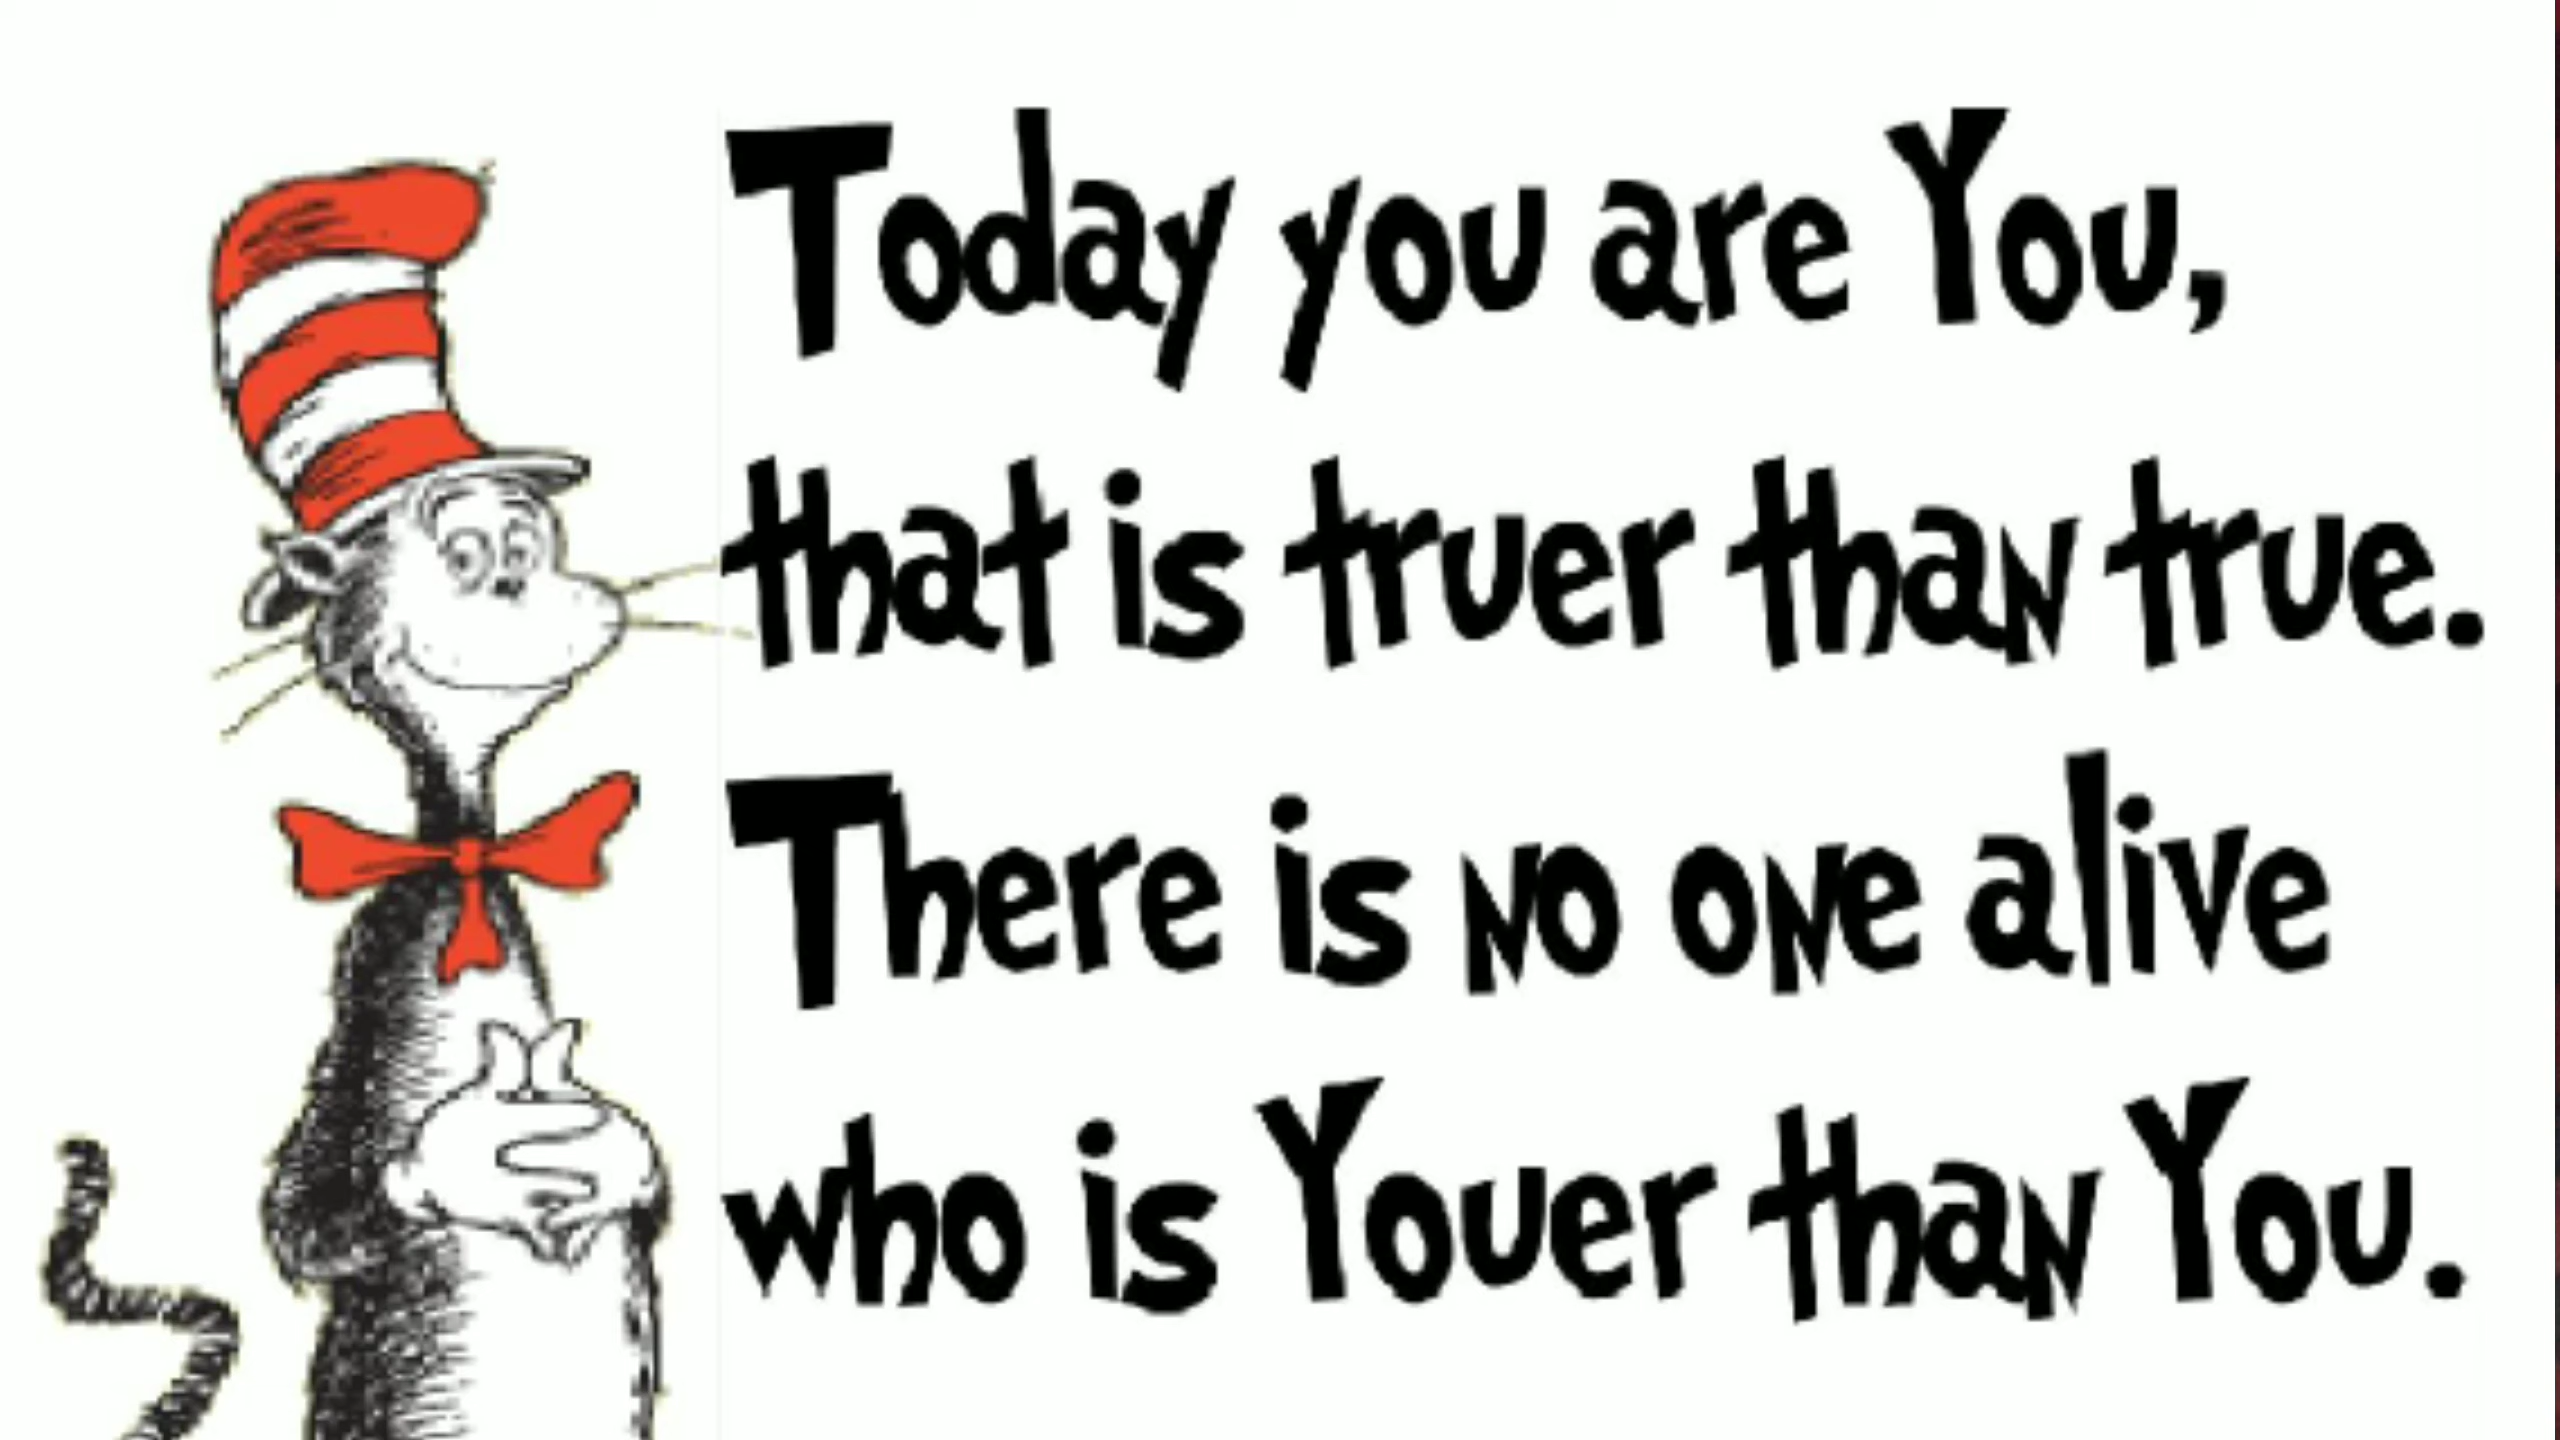 Today you are You,
that is truer than true.
There is no one alive
who is Youer than You.